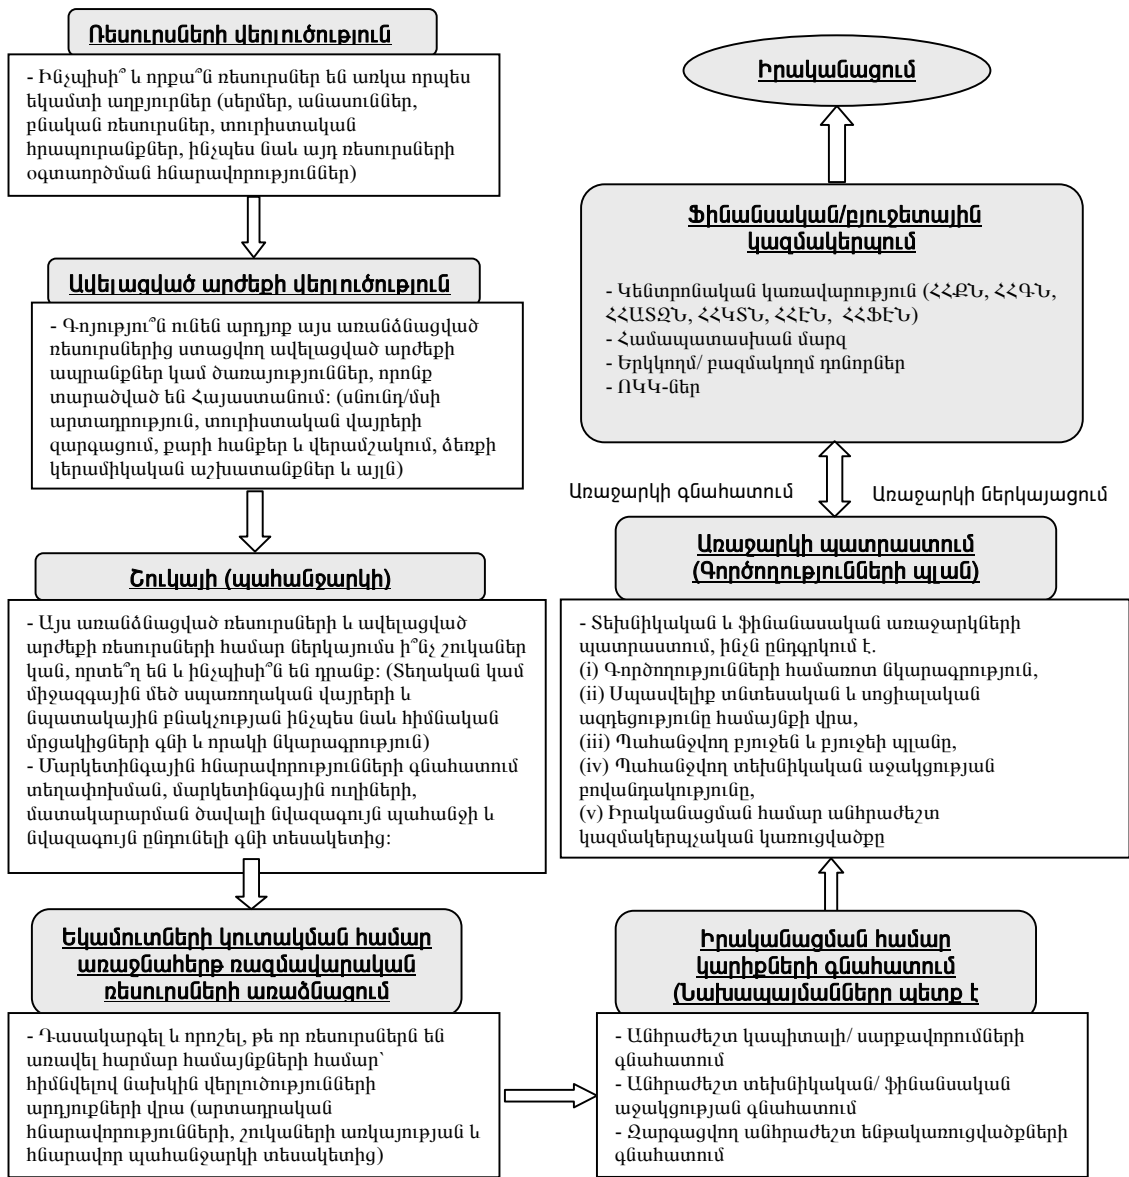 Ռեսուրսների վերլուծություն
- Ինչպիսի՞ և որքա՞ն ռեսուրսներ են առկա որպես
եկամտի աղբյուրներ (սերմեր, անասուններ,
բնական ռեսուրսներ, տուրիստական
հրապուրանքներ, ինչպես նաև այդ ռեսուրսների
օգտաործման հնարավորություններ)
Ավելացված արժեքի վերլուծություն
- Գոյությու՞ն ունեն արդյոք այս առանձնացված
ռեսուրսներից ստացվող ավելացված արժեքի
ապրանքներ կամ ծառայություններ, որոնք
տարածված են Հայաստանում: (սնունդ/մսի
արտադրություն, տուրիստական վայրերի
զարգացում, քարի հանքեր և վերամշակում, ձեռքի
կերամիկական աշխատանքներ և այլն)
Շուկայի (պահանջարկի)
- Այս առանձնացված ռեսուրսների և ավելացված
արժեքի ռեսուրսների համար ներկայումս ի՞նչ շուկաներ
կան, որտե՞ղ են և ինչպիսի՞ն են դրանք: (Տեղական կամ
միջազգային մեծ սպառողական վայրերի և
նպատակային բնակչության ինչպես նաև հիմնական
մրցակիցների գնի և որակի նկարագրություն)
- Մարկետինգային հնարավորությունների գնահատում
տեղափոխման, մարկետինգային ուղիների,
մատակարարման ծավալի նվազագույն պահանջի և
նվազագույն ընդունելի գնի տեսակետից:
Եկամուտների կուտակման համար
առաջնահերթ ռազմավարական
ռեսուրսների առաձնացում
- Դասակարգել և որոշել, թե որ ռեսուրսներն են
առավել հարմար համայնքների համար՝
հիմնվելով նախկին վերլուծությունների
արդյուքների վրա (արտադրական
հնարավորությունների, շուկաների առկայության և
հնարավոր պահանջարկի տեսակետից)
Իրականացման համար
կարիքների գնահատում
(Նախապայմանները պետք է
- Անհրաժեշտ կապիտալի/ սարքավորումների
գնահատում
- Անհրաժեշտ տեխնիկական/ ֆինանսական
աջակցության գնահատում
- Զարգացվող անհրաժեշտ ենթակառուցվածքների
գնահատում
Առաջարկի պատրաստում
(Գործողությունների պլան)
- Տեխնիկական և ֆինանասական առաջարկների
պատրաստում, ինչն ընդգրկում է.
(i) Գործողությունների համառոտ նկարագրություն,
(ii) Սպասվելիք տնտեսական և սոցիալական
ազդեցությունը համայնքի վրա,
(iii) Պահանջվող բյուջեն և բյուջեի պլանը,
(iv) Պահանջվող տեխնիկական աջակցության
բովանդակությունը,
(v) Իրականացման համար անհրաժեշտ
կազմակերպչական կառուցվածքը
Առաջարկի գնահատում
Առաջարկի ներկայացում
Ֆինանսական/բյուջետային
կազմակերպում
- Կենտրոնական կառավարություն (ՀՀՔՆ, ՀՀԳՆ,
ՀՀԱՏԶՆ, ՀՀԿՏՆ, ՀՀԷՆ, ՀՀՖԷՆ)
- Համապատասխան մարզ
- Երկկողմ/ բազմակողմ դոնորներ
- ՈԿԿ-ներ
Իրականացում